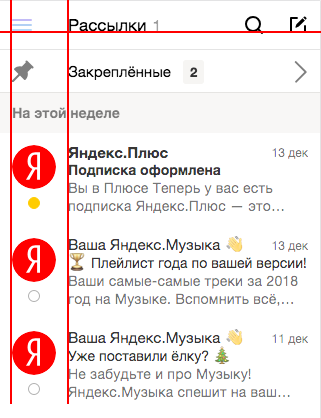 Рассылки 1
Закреплённые 2
На этой неделе
Я
Яндекс.Плюс 13 дек
Подписка оформлена
Вы в Плюсе Теперь у вас есть
подписка Яндекс.Плюс — это…
Я
Ваша Яндекс.Музыка 👋 13 дек
🏆 Плейлист года по вашей версии!
Ваши самые-самые треки за 2018
год на Музыке. Вспомнить всё,…
Я
Ваша Яндекс.Музыка 👋 11 дек
Уже поставили ёлку? 🎄
Не забудьте и про Музыку!
Яндекс.Музыка спешит на ваш…